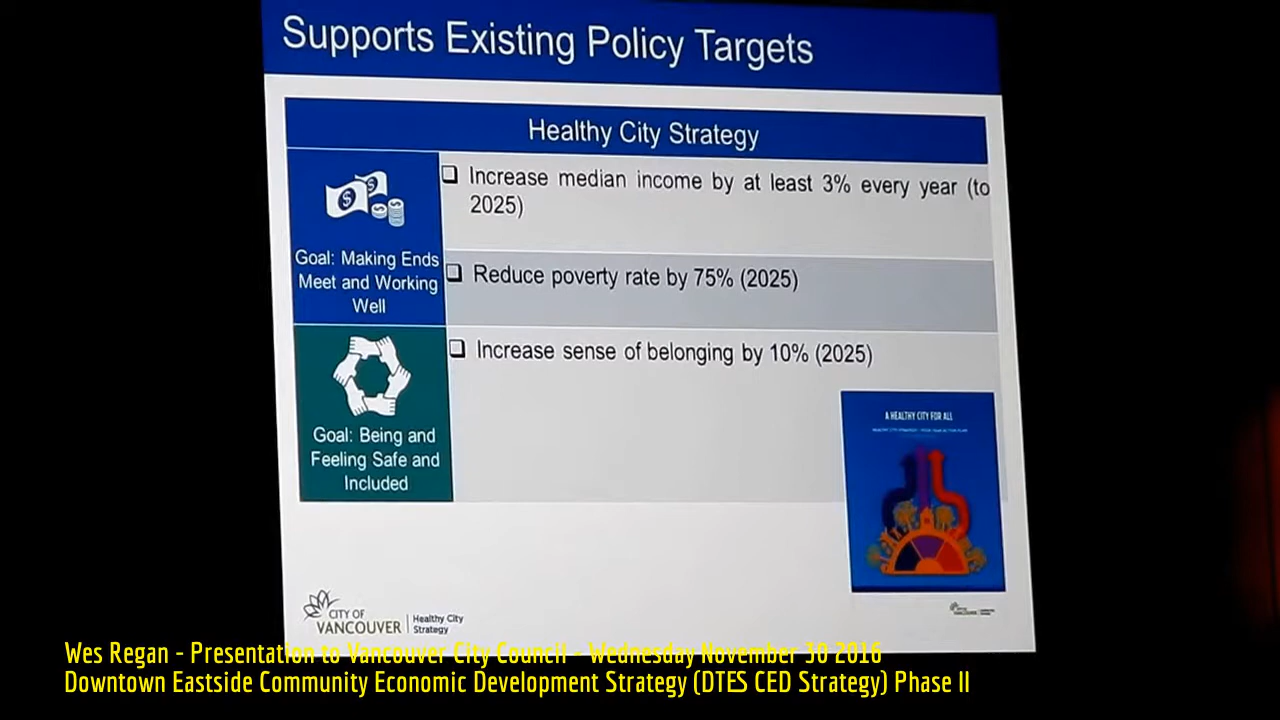 Supports Existing Policy Targets
Healthy City Strategy
Goal: Making Ends
Meet and Working
Well
❑ Increase median income by at least 3% every year (to
2025)
❑ Reduce poverty rate by 75% (2025)
Goal: Being and
Feeling Safe and
Included
❑ Increase sense of belonging by 10% (2025)
A HEALTHY CITY FOR ALL
CITY OF
VANCOUVER
Healthy City
Strategy
Wes Regan - Presentation to Vancouver City Council - Wednesday November 30 2016
Downtown Eastside Community Economic Development Strategy (DTES CED Strategy) Phase II